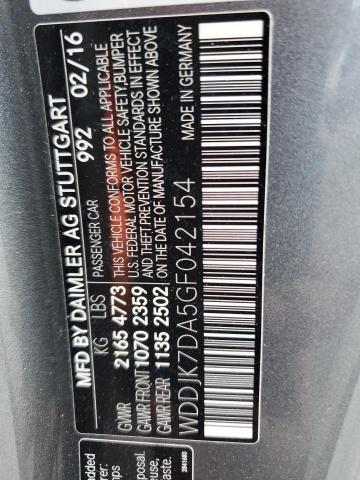 MFD BY DAIMLER AG STUTTGART
992 02/16
PASSENGER CAR
KG LBS
GVWR 2165 4773
GAWR FRONT 1070 2359
GAWR REAR 1135 2502
THIS VEHICLE CONFORMS TO ALL APPLICABLE
U.S. FEDERAL MOTOR VEHICLE SAFETY, BUMPER
AND THEFT PREVENTION STANDARDS IN EFFECT
ON THE DATE OF MANUFACTURE SHOWN ABOVE
MADE IN GERMANY
WDDJK7DA5GF042154